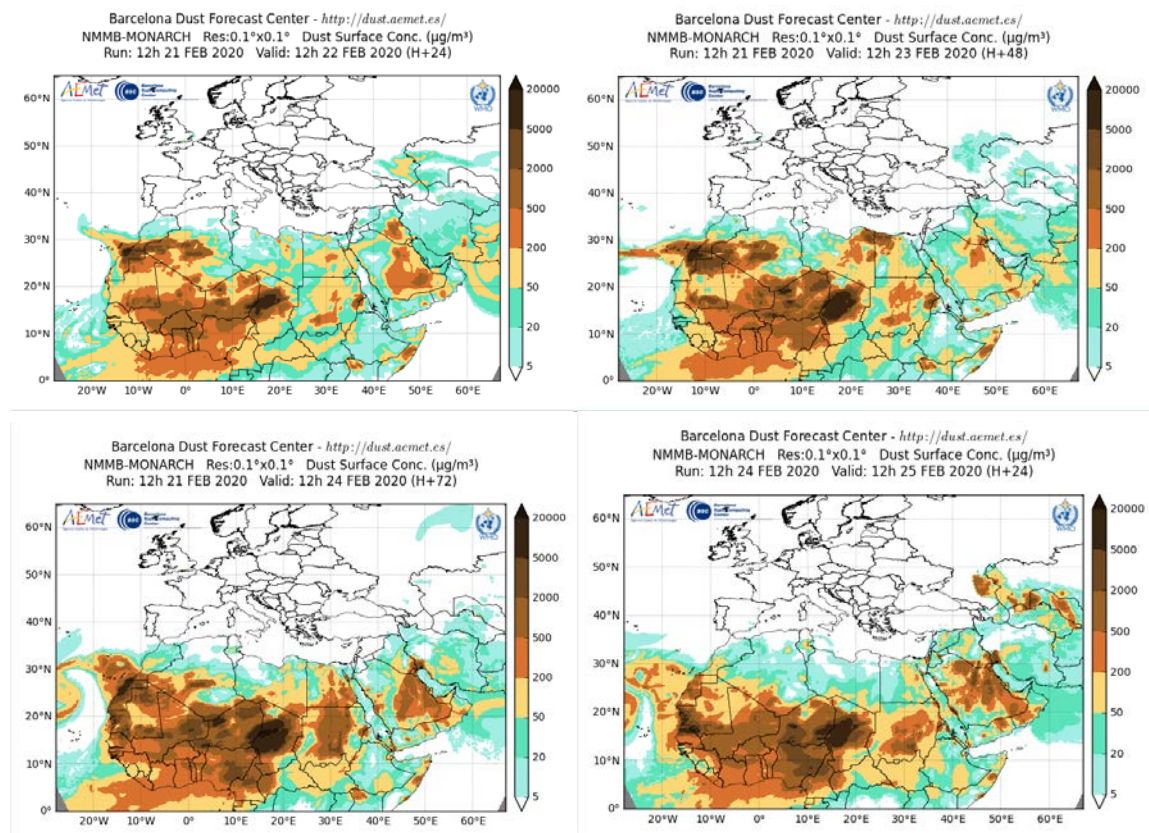 Barcelona Dust Forecast Center - http://dust.aemet.es/
NMMB-MONARCH Res:0.1°x0.1° Dust Surface Conc. (µg/m³)
Run: 12h 21 FEB 2020 Valid: 12h 22 FEB 2020 (H+24)
AEMet
BSC
WMO
60°N
50°N
40°N
30°N
20°N
10°N
0°
20°W
10°W
0°
10°E
20°E
30°E
40°E
50°E
60°E
20000
5000
2000
500
200
50
20
5
Barcelona Dust Forecast Center - http://dust.aemet.es/
NMMB-MONARCH Res:0.1°x0.1° Dust Surface Conc. (µg/m³)
Run: 12h 21 FEB 2020 Valid: 12h 23 FEB 2020 (H+48)
AEMet
BSC
WMO
60°N
50°N
40°N
30°N
20°N
10°N
0°
20°W
10°W
0°
10°E
20°E
30°E
40°E
50°E
60°E
20000
5000
2000
500
200
50
20
5
Barcelona Dust Forecast Center - http://dust.aemet.es/
NMMB-MONARCH Res:0.1°x0.1° Dust Surface Conc. (µg/m³)
Run: 12h 21 FEB 2020 Valid: 12h 24 FEB 2020 (H+72)
AEMet
BSC
WMO
60°N
50°N
40°N
30°N
20°N
10°N
0°
20°W
10°W
0°
10°E
20°E
30°E
40°E
50°E
60°E
20000
5000
2000
500
200
50
20
5
Barcelona Dust Forecast Center - http://dust.aemet.es/
NMMB-MONARCH Res:0.1°x0.1° Dust Surface Conc. (µg/m³)
Run: 12h 24 FEB 2020 Valid: 12h 25 FEB 2020 (H+24)
AEMet
BSC
WMO
60°N
50°N
40°N
30°N
20°N
10°N
0°
20°W
10°W
0°
10°E
20°E
30°E
40°E
50°E
60°E
20000
5000
2000
500
200
50
20
5